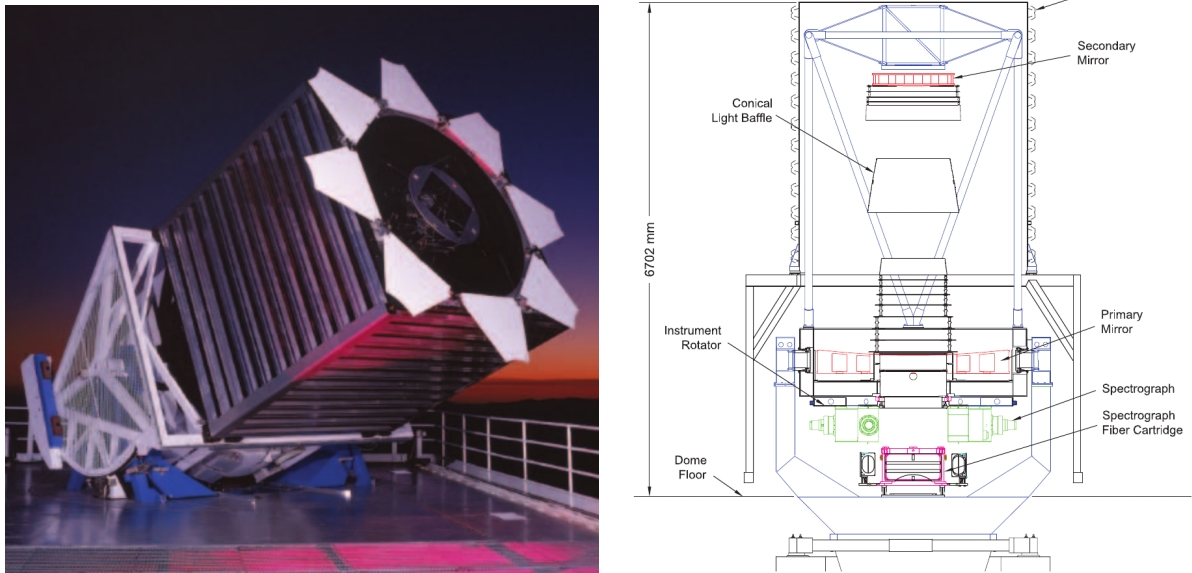 Secondary
Mirror
Conical
Light Baffle
6702 mm
Instrument
Rotator
Primary
Mirror
Spectrograph
Spectrograph
Fiber Cartridge
Dome
Floor